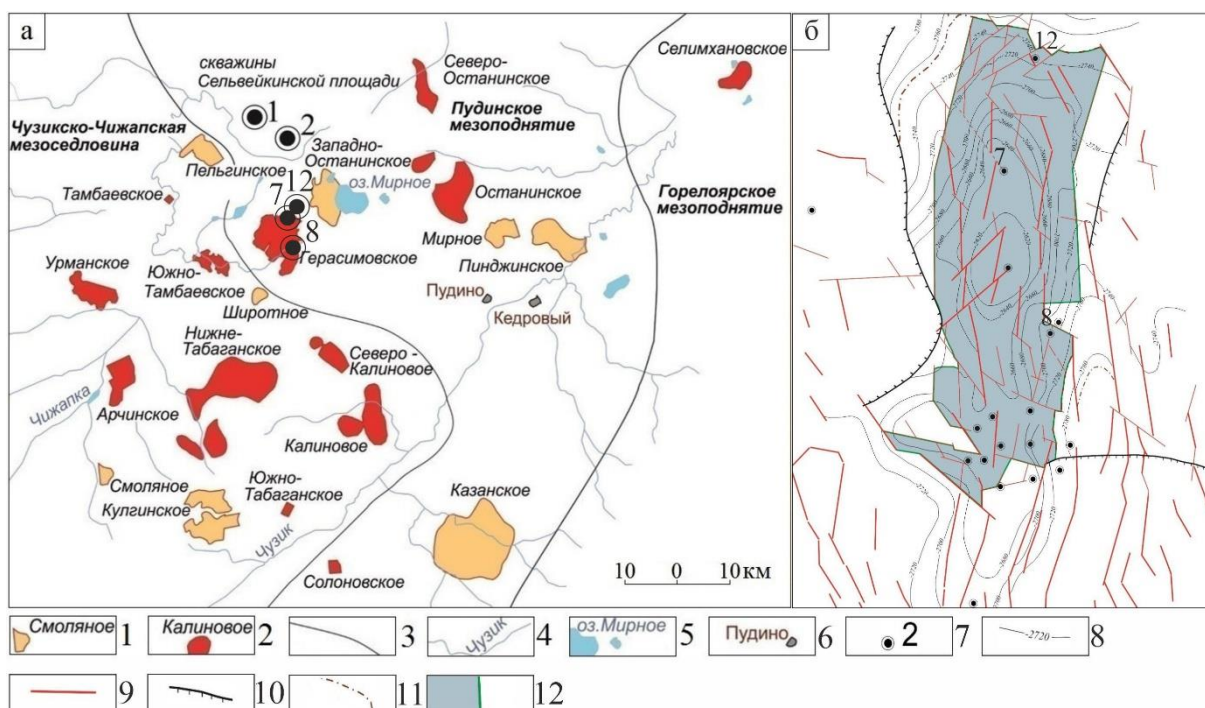 а
скважины
Сельвейкинской площади
1
2
Северо-
Останинское
Селимхановское
Чузикско-Чижапская
мезоседловина
Пудинское
мезоподнятие
Западно-
Останинское
Пельгинское
оз.Мирное
Тамбаевское
12
7
8
Останинское
Горелоярское
мезоподнятие
Мирное
Герасимовское
Пинджинское
Урманское
Южно-
Тамбаевское
Широтное
Пудино
Кедровый
Нижне-
Табаганское
Северо -
Калиновое
Чижапка
Арчинское
Калиновое
Смоляное
Южно-
Табаганское
Казанское
Кулгинское
Чузик
Солоновское
10 0 10 км
б
12
7
8
Смоляное 1
Калиновое 2
3
Чузик 4
оз.Мирное 5
Пудино 6
2 7
-2720 8
9
10
11
12